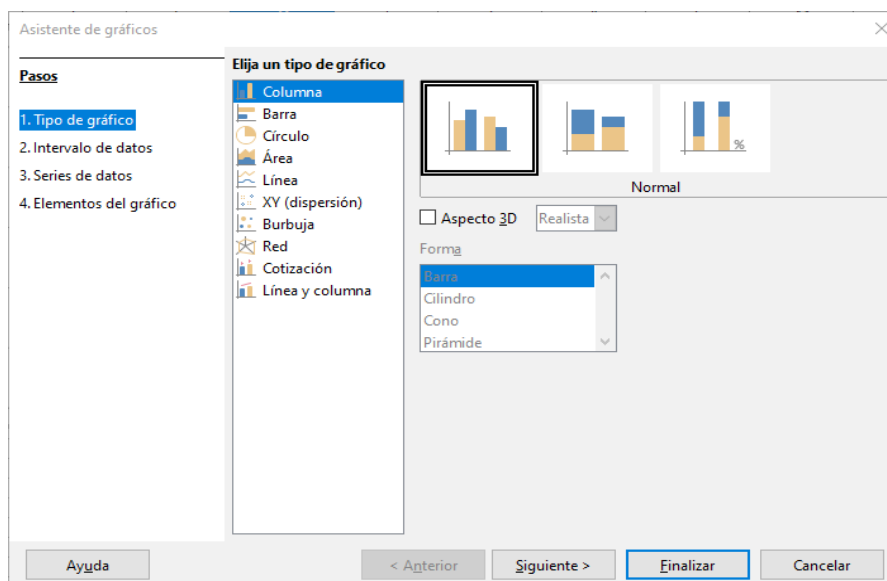 Asistente de gráficos
Pasos
1. Tipo de gráfico
2. Intervalo de datos
3. Series de datos
4. Elementos del gráfico
Elija un tipo de gráfico
Columna
Barra
Círculo
Área
Línea
XY (dispersión)
Burbuja
Red
Cotización
Línea y columna
%
Normal
Aspecto 3D
Realista
Forma
Barra
Cilindro
Cono
Pirámide
Ayuda
< Anterior
Siguiente >
Finalizar
Cancelar